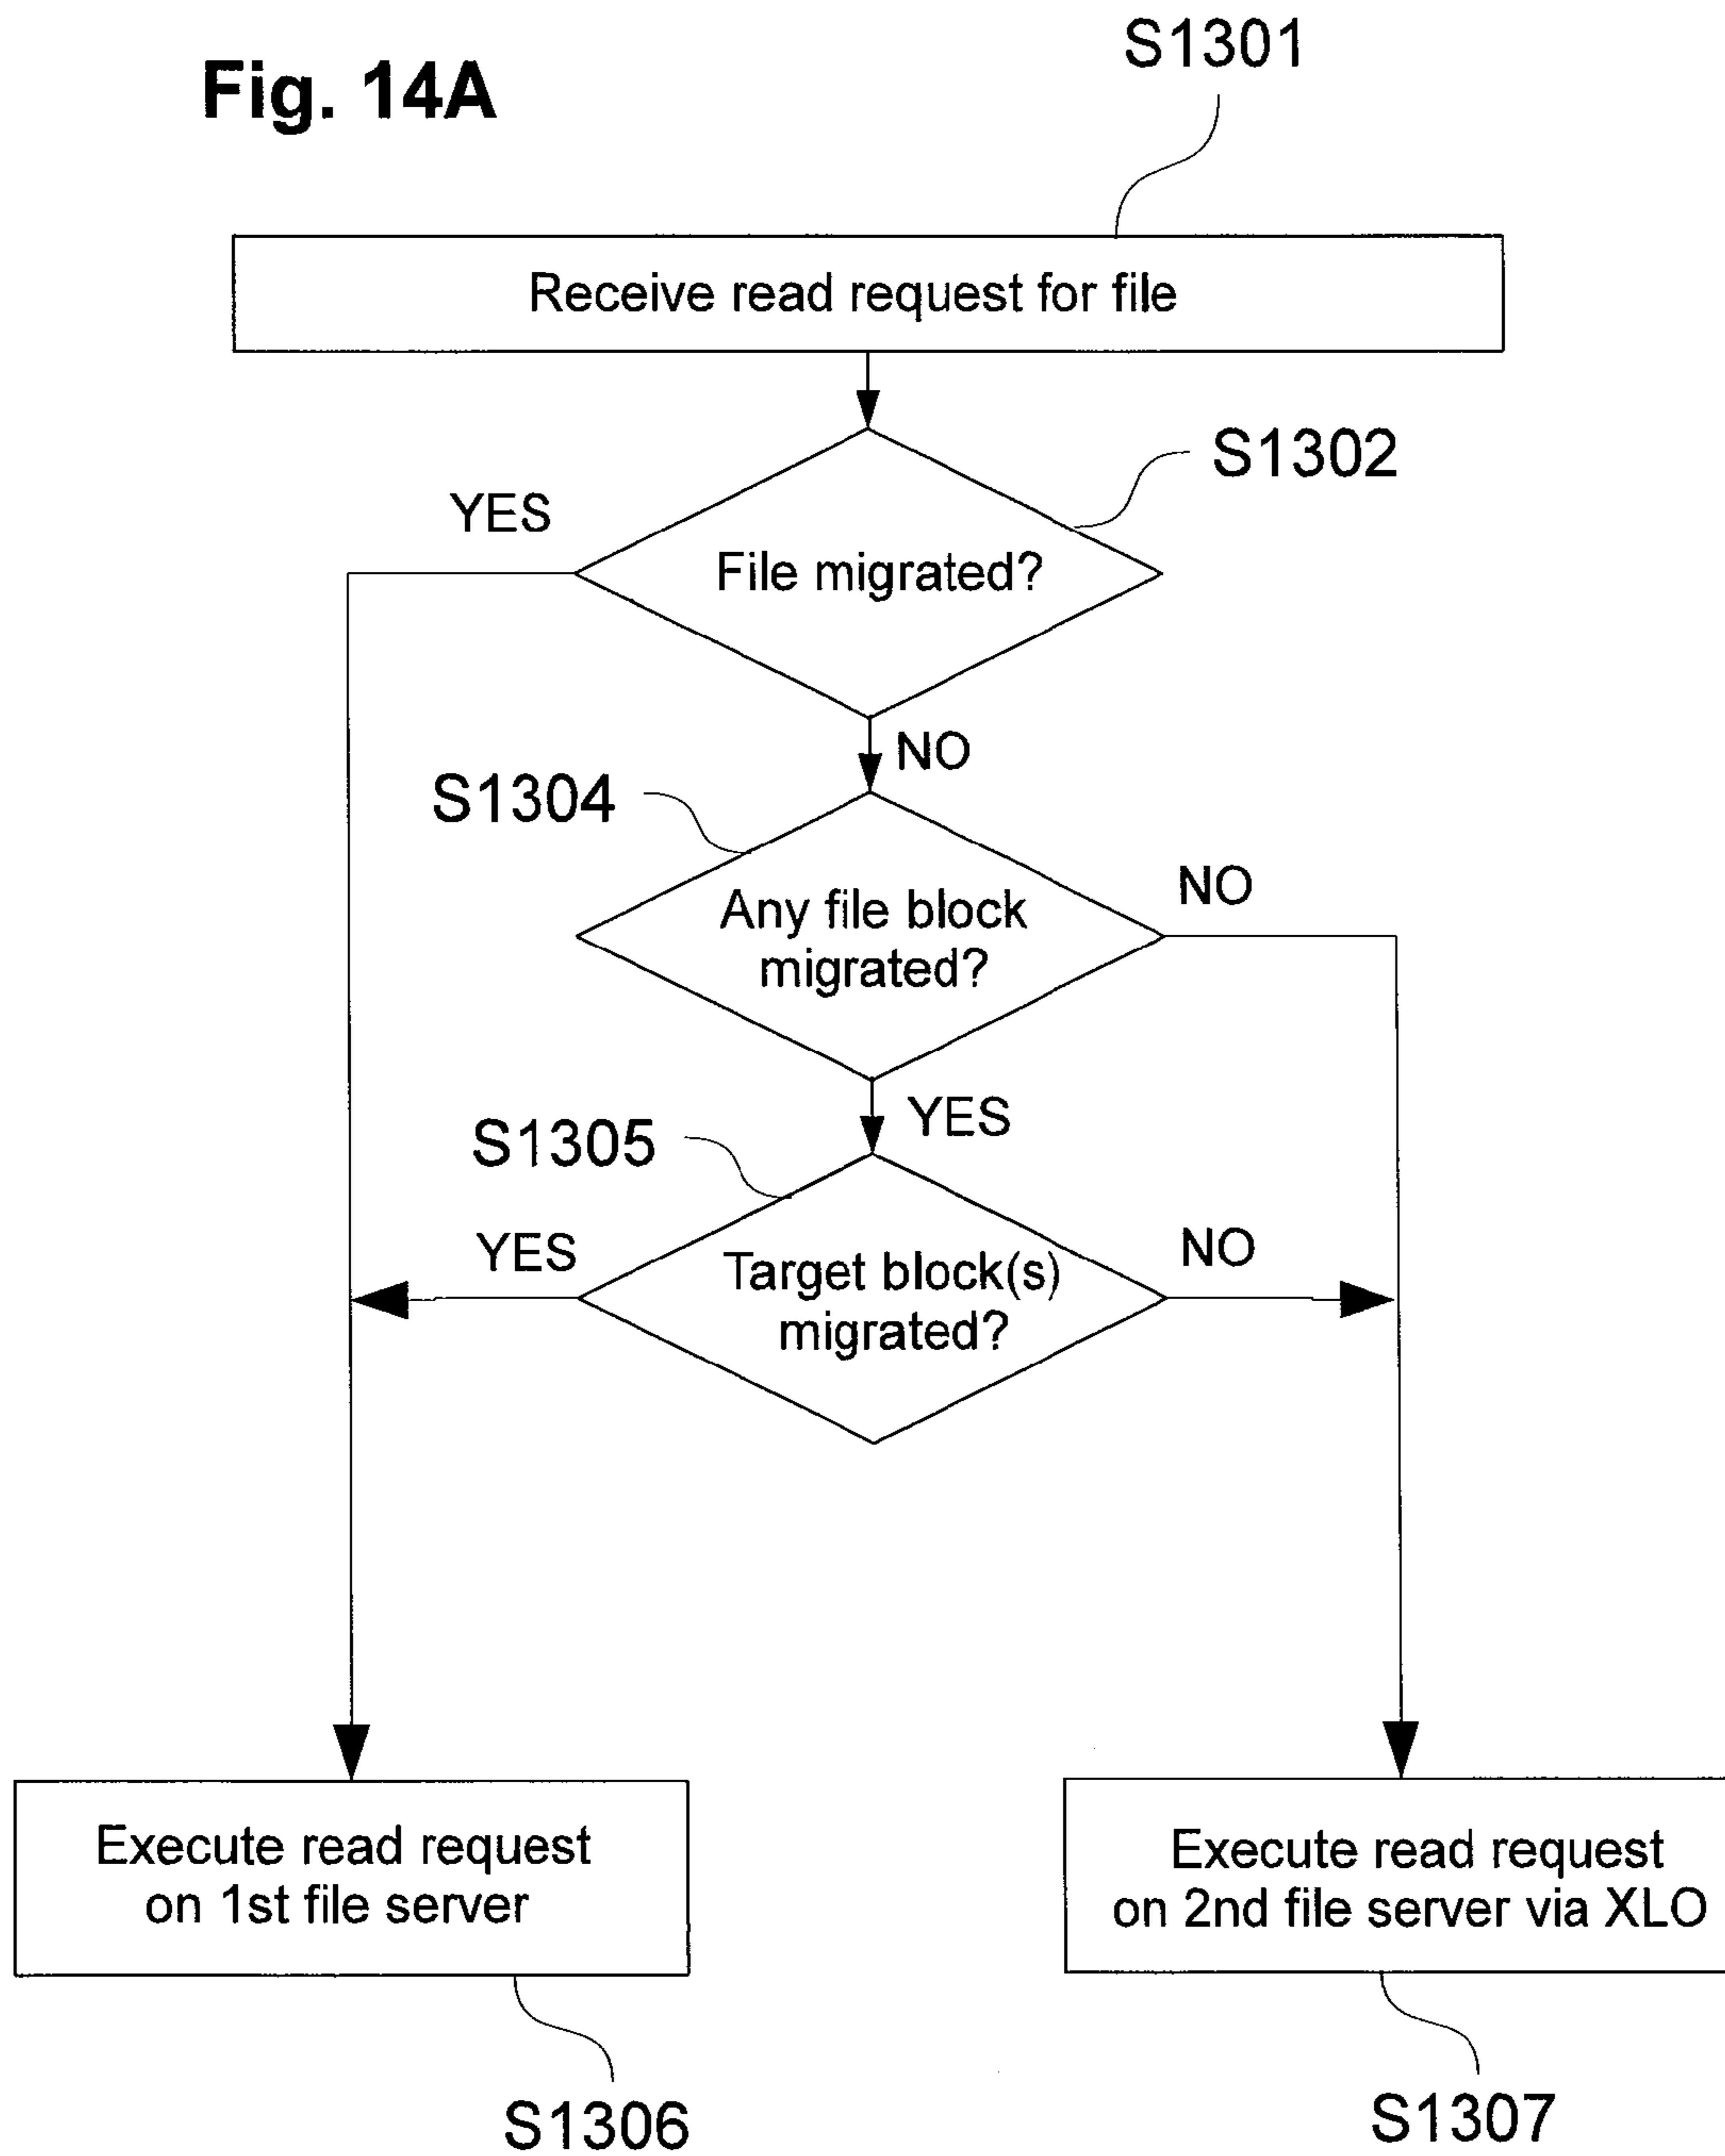 Fig. 14A
S1301
Receive read request for file
S1302
YES
File migrated?
NO
S1304
NO
Any file block
migrated?
YES
S1305
YES
NO
Target block(s)
migrated?
Execute read request
on 1st file server
Execute read request
on 2nd file server via XLO
S1306
S1307